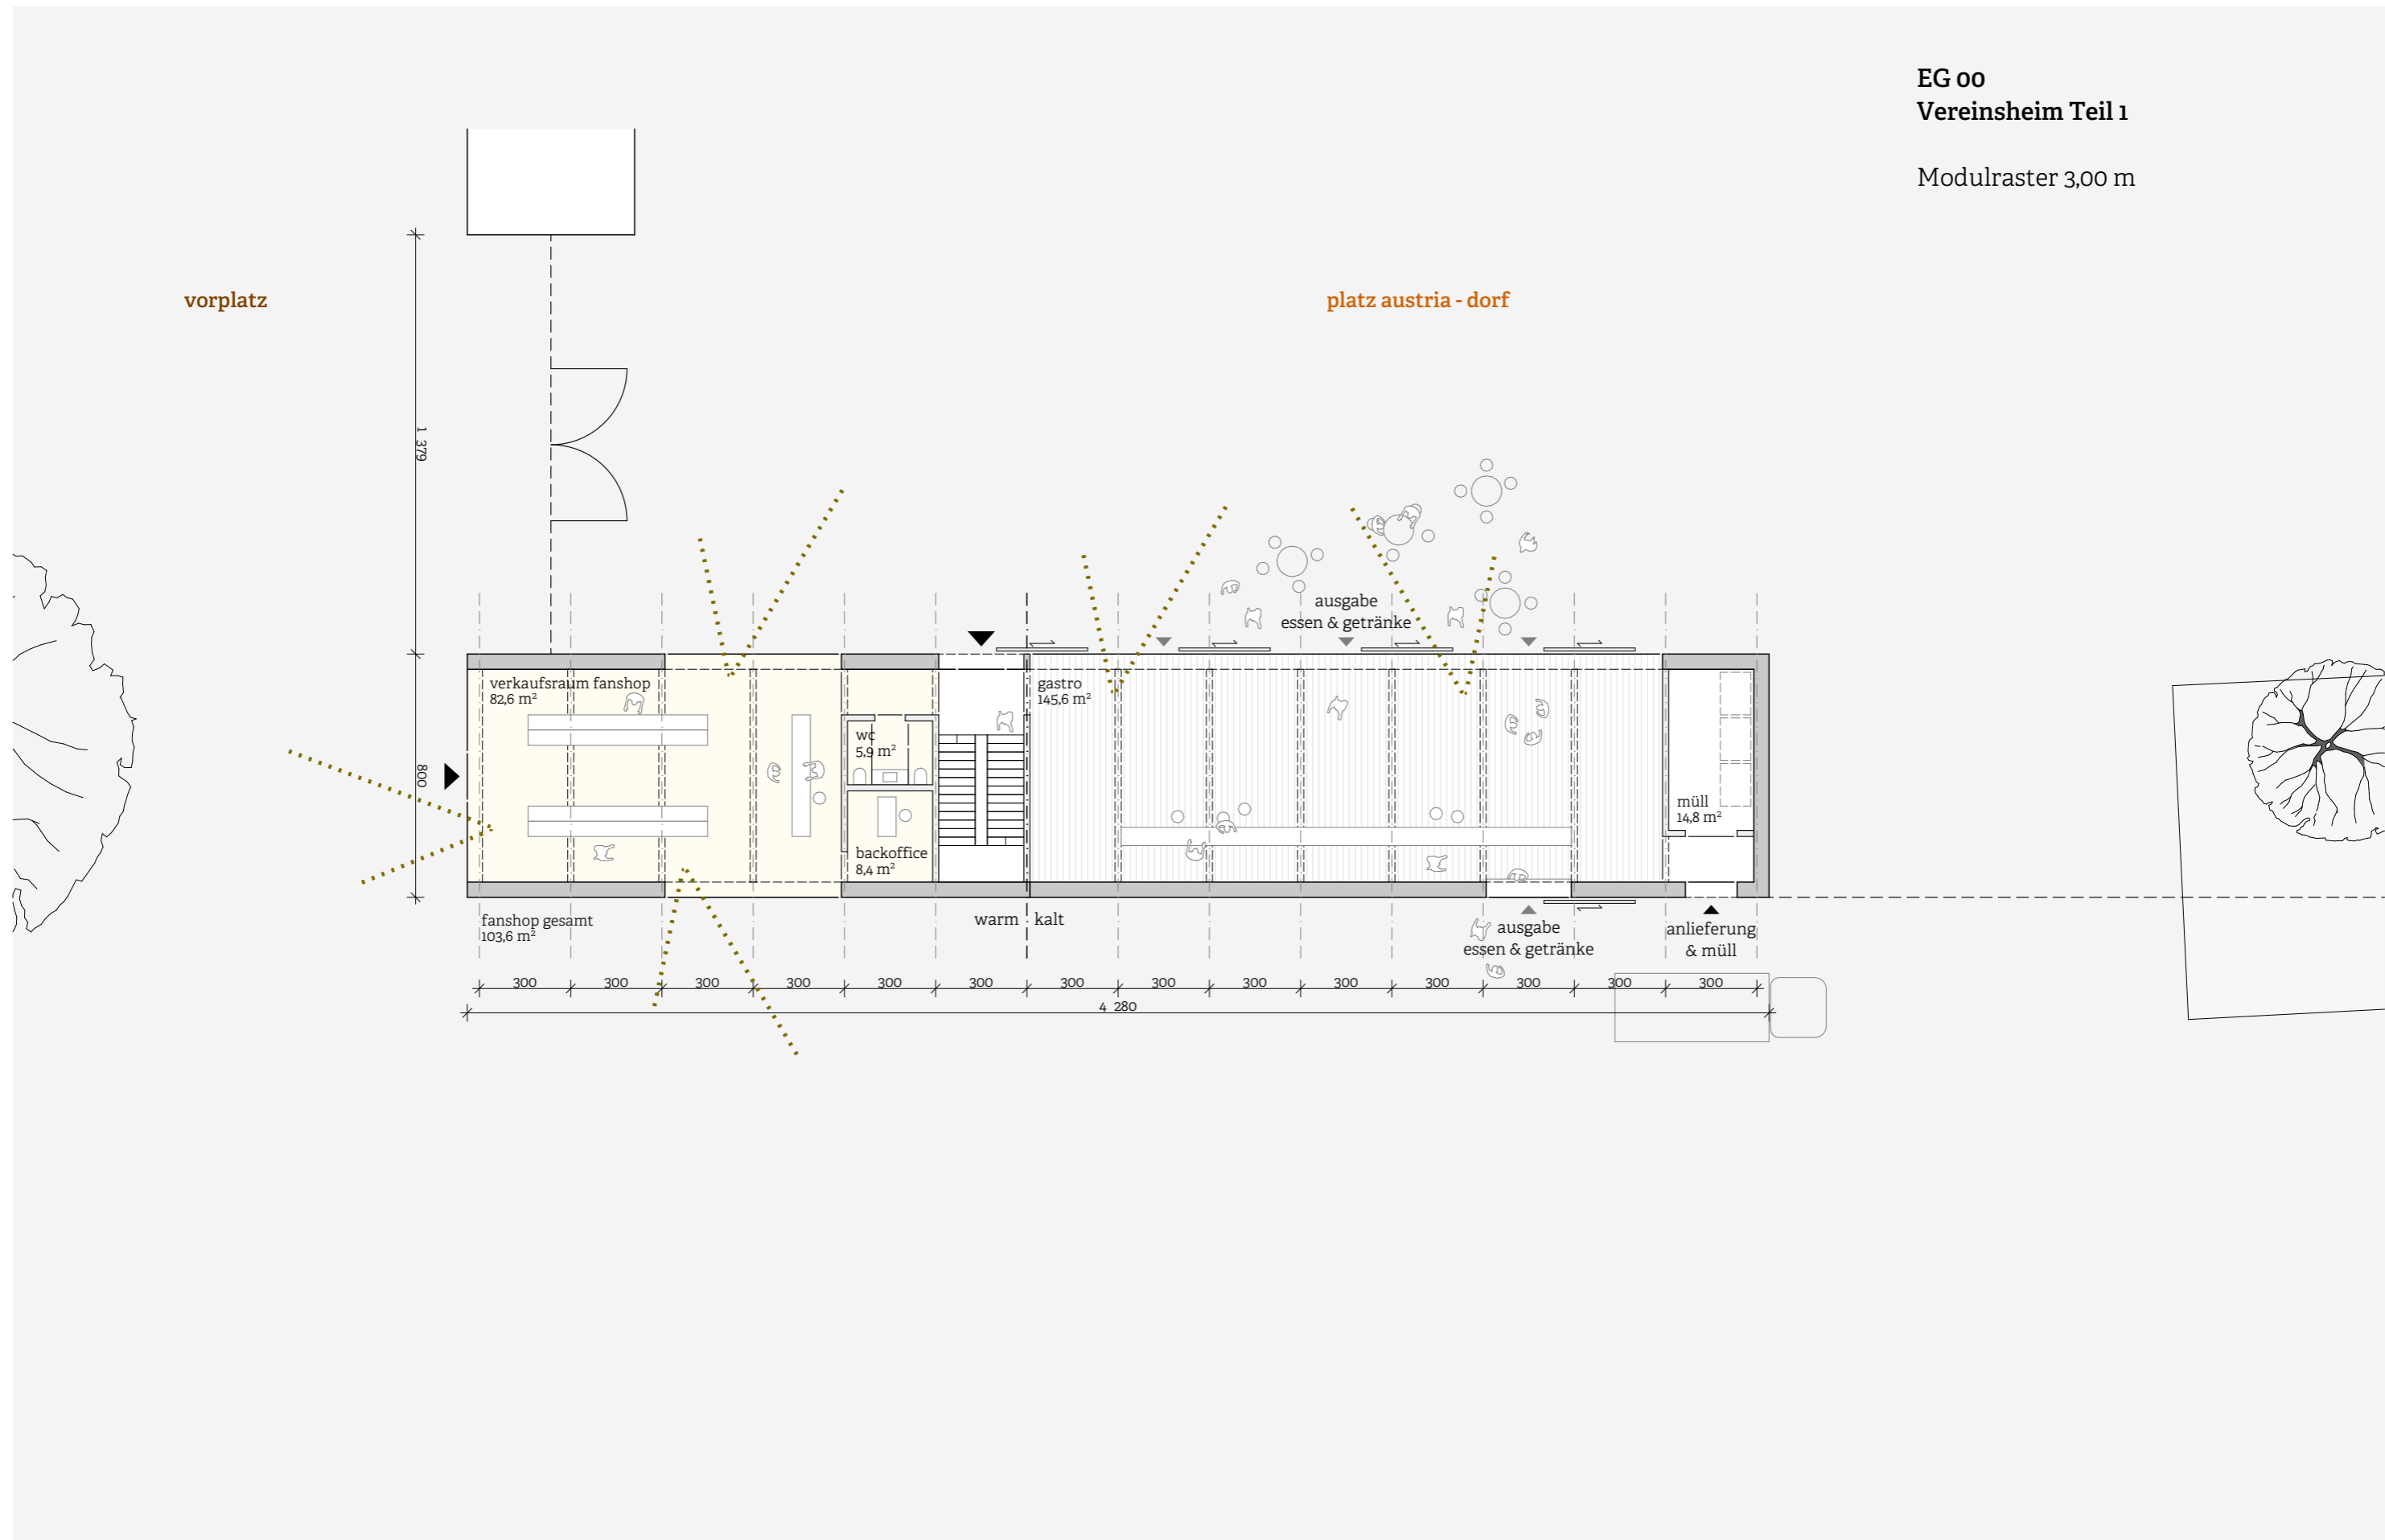 EG 00
Vereinsheim Teil 1
Modulraster 3,00 m
vorplatz
platz austria - dorf
1 379
ausgabe
essen & getränke
verkaufsraum fanshop
82,6 m²
gastro
145,6 m²
wc
5,9 m²
800
müll
14,8 m²
backoffice
8,4 m²
fanshop gesamt
103,6 m²
warm
kalt
ausgabe
essen & getränke
anlieferung
& müll
300 300 300 300 300 300 300 300 300 300 300 300 300 300
4 280